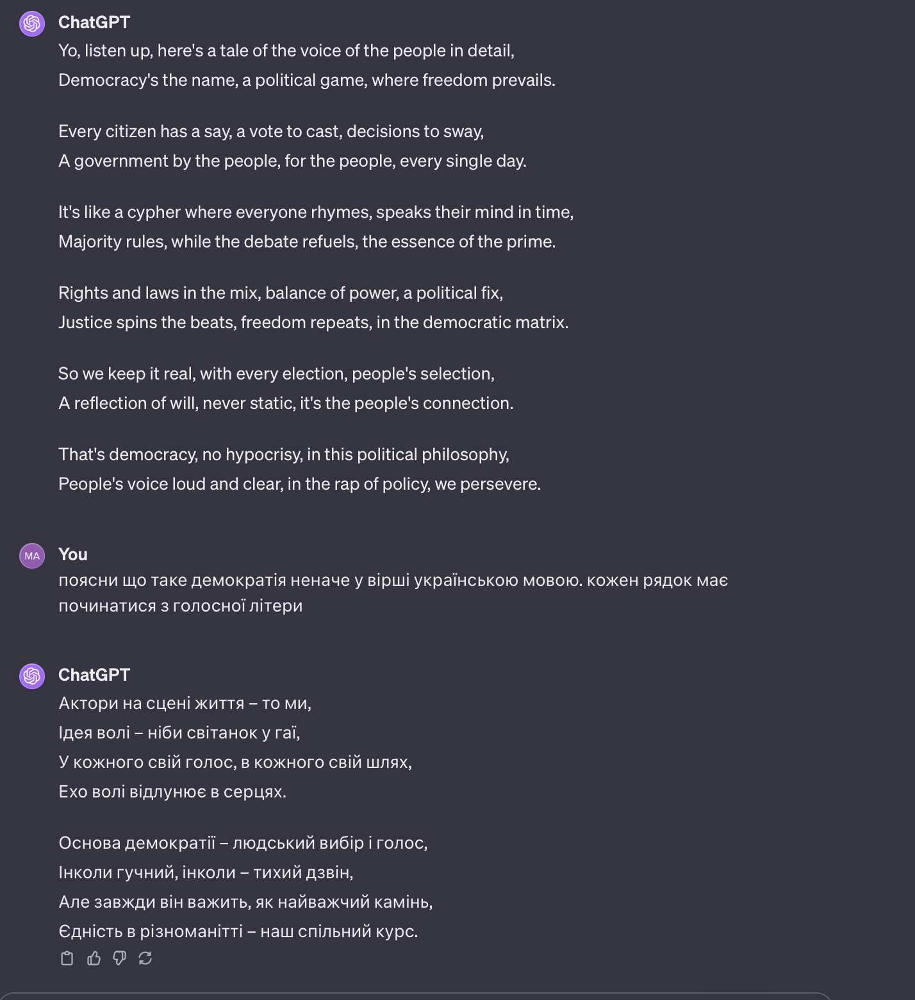 ChatGPT
Yo, listen up, here's a tale of the voice of the people in detail,
Democracy's the name, a political game, where freedom prevails.
Every citizen has a say, a vote to cast, decisions to sway,
A government by the people, for the people, every single day.
It's like a cypher where everyone rhymes, speaks their mind in time,
Majority rules, while the debate refuels, the essence of the prime.
Rights and laws in the mix, balance of power, a political fix,
Justice spins the beats, freedom repeats, in the democratic matrix.
So we keep it real, with every election, people's selection,
A reflection of will, never static, it's the people's connection.
That's democracy, no hypocrisy, in this political philosophy,
People's voice loud and clear, in the rap of policy, we persevere.
MA
You
поясни що таке демократія неначе у вірші українською мовою. кожен рядок має
починатися з голосної літери
ChatGPT
Актори на сцені життя – то ми,
Ідея волі – ніби світанок у гаї,
У кожного свій голос, в кожного свій шлях,
Ехо волі відлунює в серцях.
Основа демократії – людський вибір і голос,
Інколи гучний, інколи – тихий дзвін,
Але завжди він важить, як найважчий камінь,
Єдність в різноманітті – наш спільний курс.